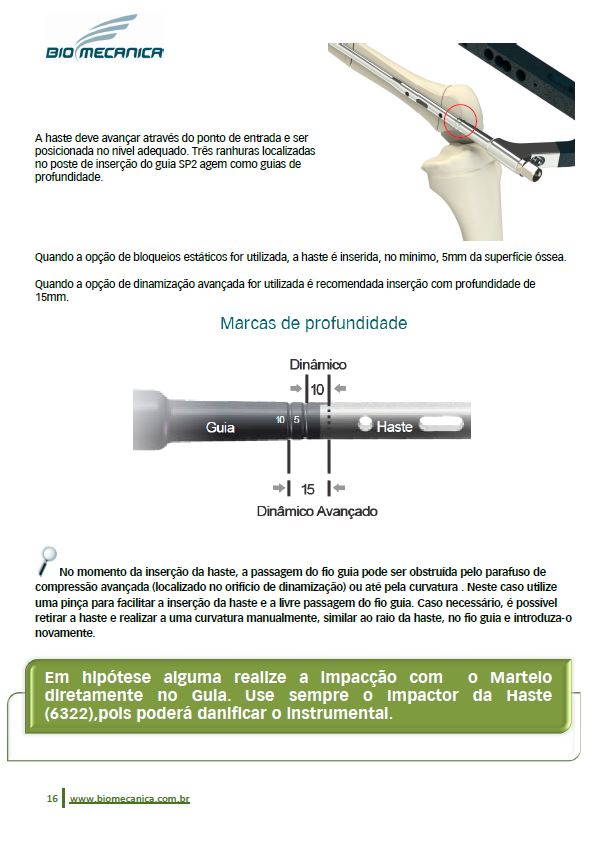 BIOMECANICA
A haste deve avançar através do ponto de entrada e ser
posicionada no nível adequado. Três ranhuras localizadas
no poste de inserção do guia SP2 agem como guias de
profundidade.
Quando a opção de bloqueios estáticos for utilizada, a haste é inserida, no mínimo, 5mm da superfície óssea.
Quando a opção de dinamização avançada for utilizada é recomendada inserção com profundidade de
15mm.
Marcas de profundidade
Dinâmico
10
10 5
Guia
Haste
15
Dinâmico Avançado
No momento da inserção da haste, a passagem do fio guia pode ser obstruída pelo parafuso de
compressão avançada (localizado no orifício de dinamização) ou até pela curvatura . Neste caso utilize
uma pinça para facilitar a inserção da haste e a livre passagem do fio guia. Caso necessário, é possível
retirar a haste e realizar a uma curvatura manualmente, similar ao raio da haste, no fio guia e introduza-o
novamente.
Em hipótese alguma realize a impacção com o Martelo
diretamente no Guia. Use sempre o Impactor da Haste
(6322),pois poderá danificar o instrumental.
16 www.biomecanica.com.br